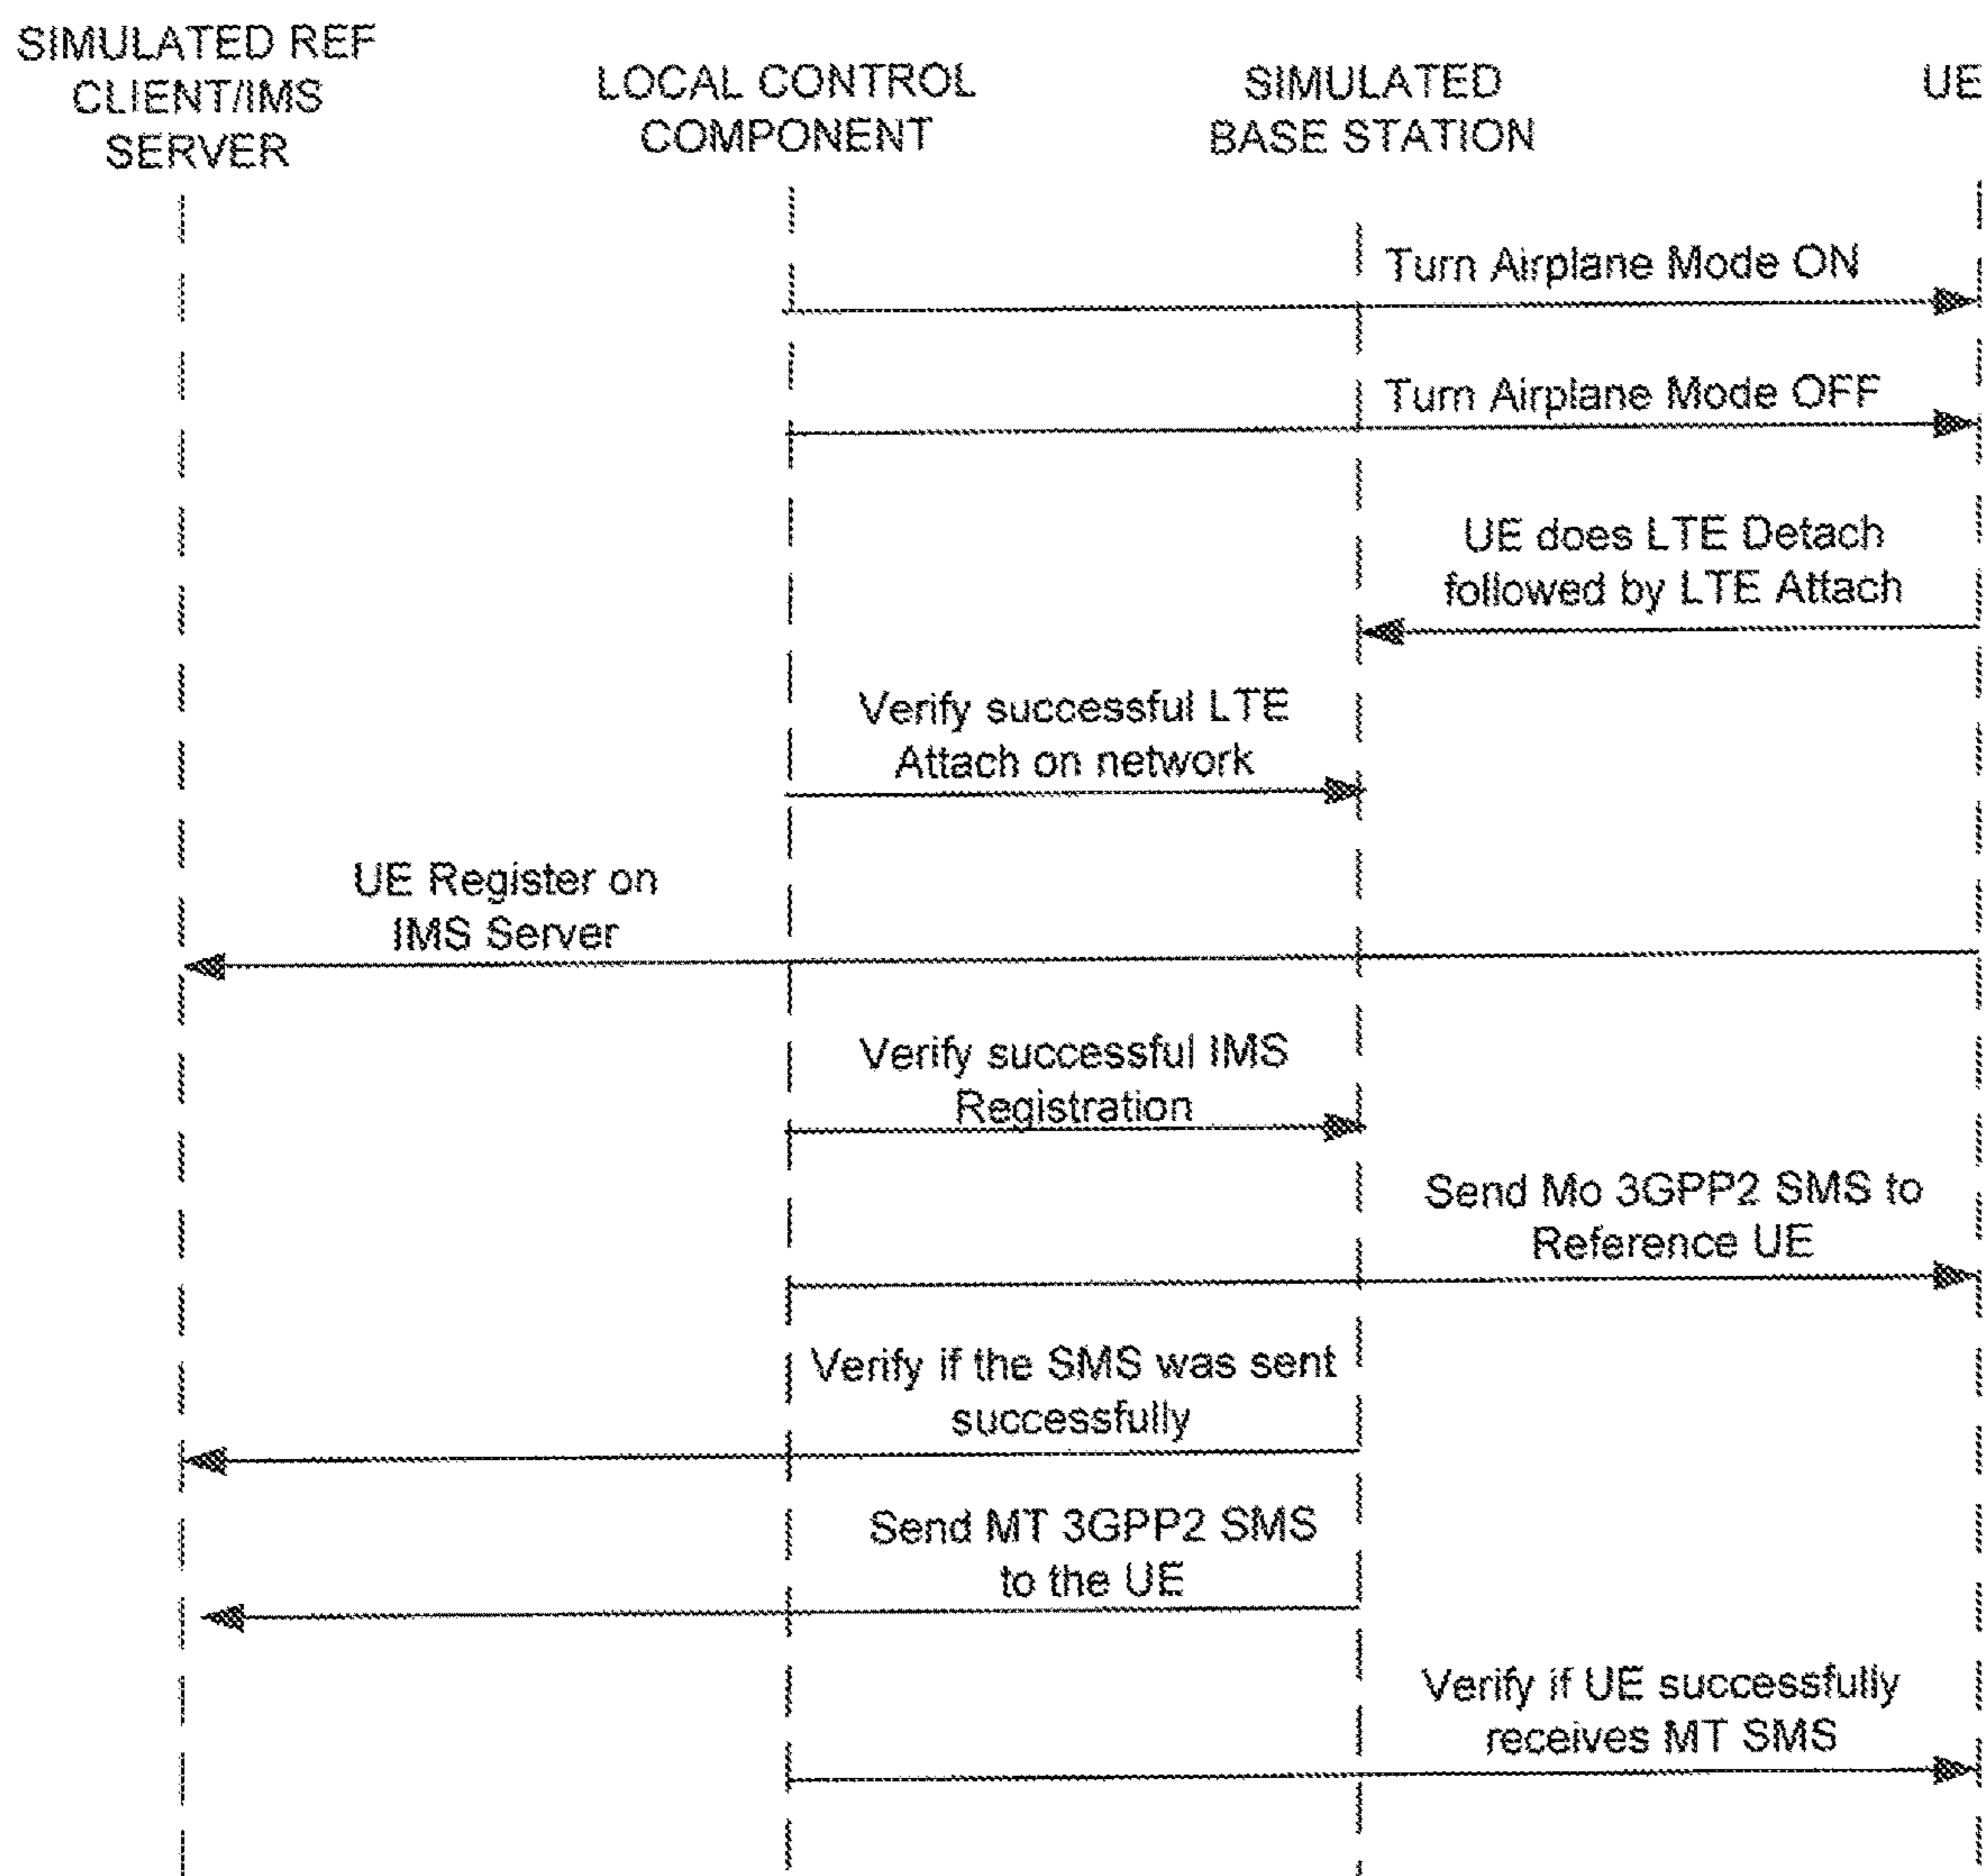 SIMULATED REF
CLIENT/IMS
SERVER
LOCAL CONTROL
COMPONENT
SIMULATED
BASE STATION
UE
Turn Airplane Mode ON
Turn Airplane Mode OFF
UE does LTE Detach
followed by LTE Attach
Verify successful LTE
Attach on network
UE Register on
IMS Server
Verify successful IMS
Registration
Send Mo 3GPP2 SMS to
Reference UE
Verify if the SMS was sent
successfully
Send MT 3GPP2 SMS
to the UE
Verify if UE successfully
receives MT SMS